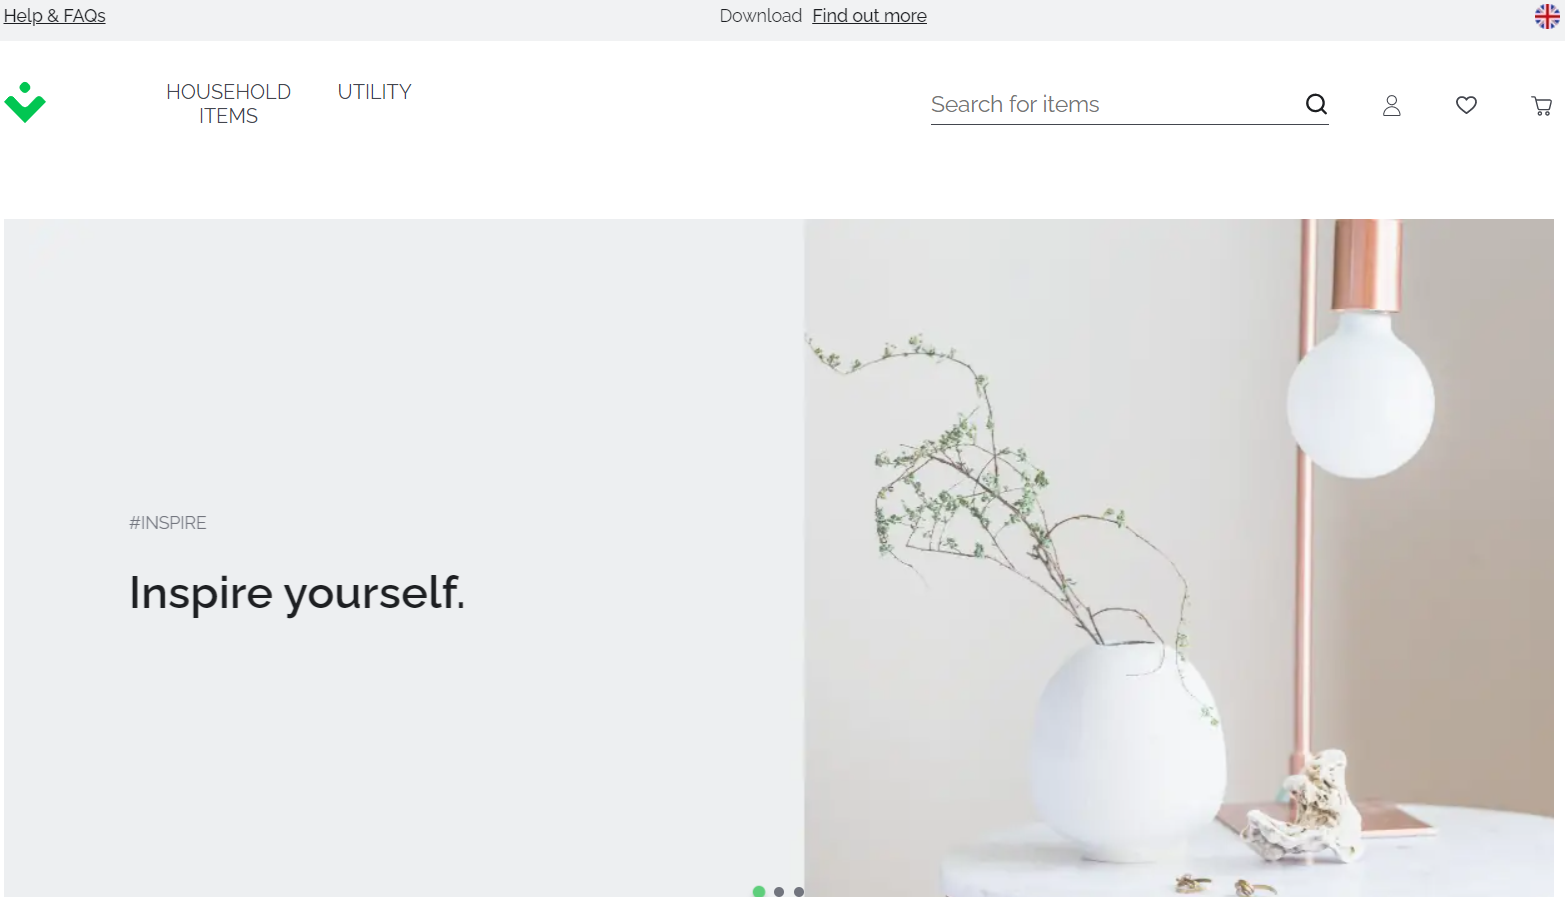 Help & FAQs
Download Find out more
HOUSEHOLD
ITEMS
UTILITY
Search for items
#INSPIRE
Inspire yourself.